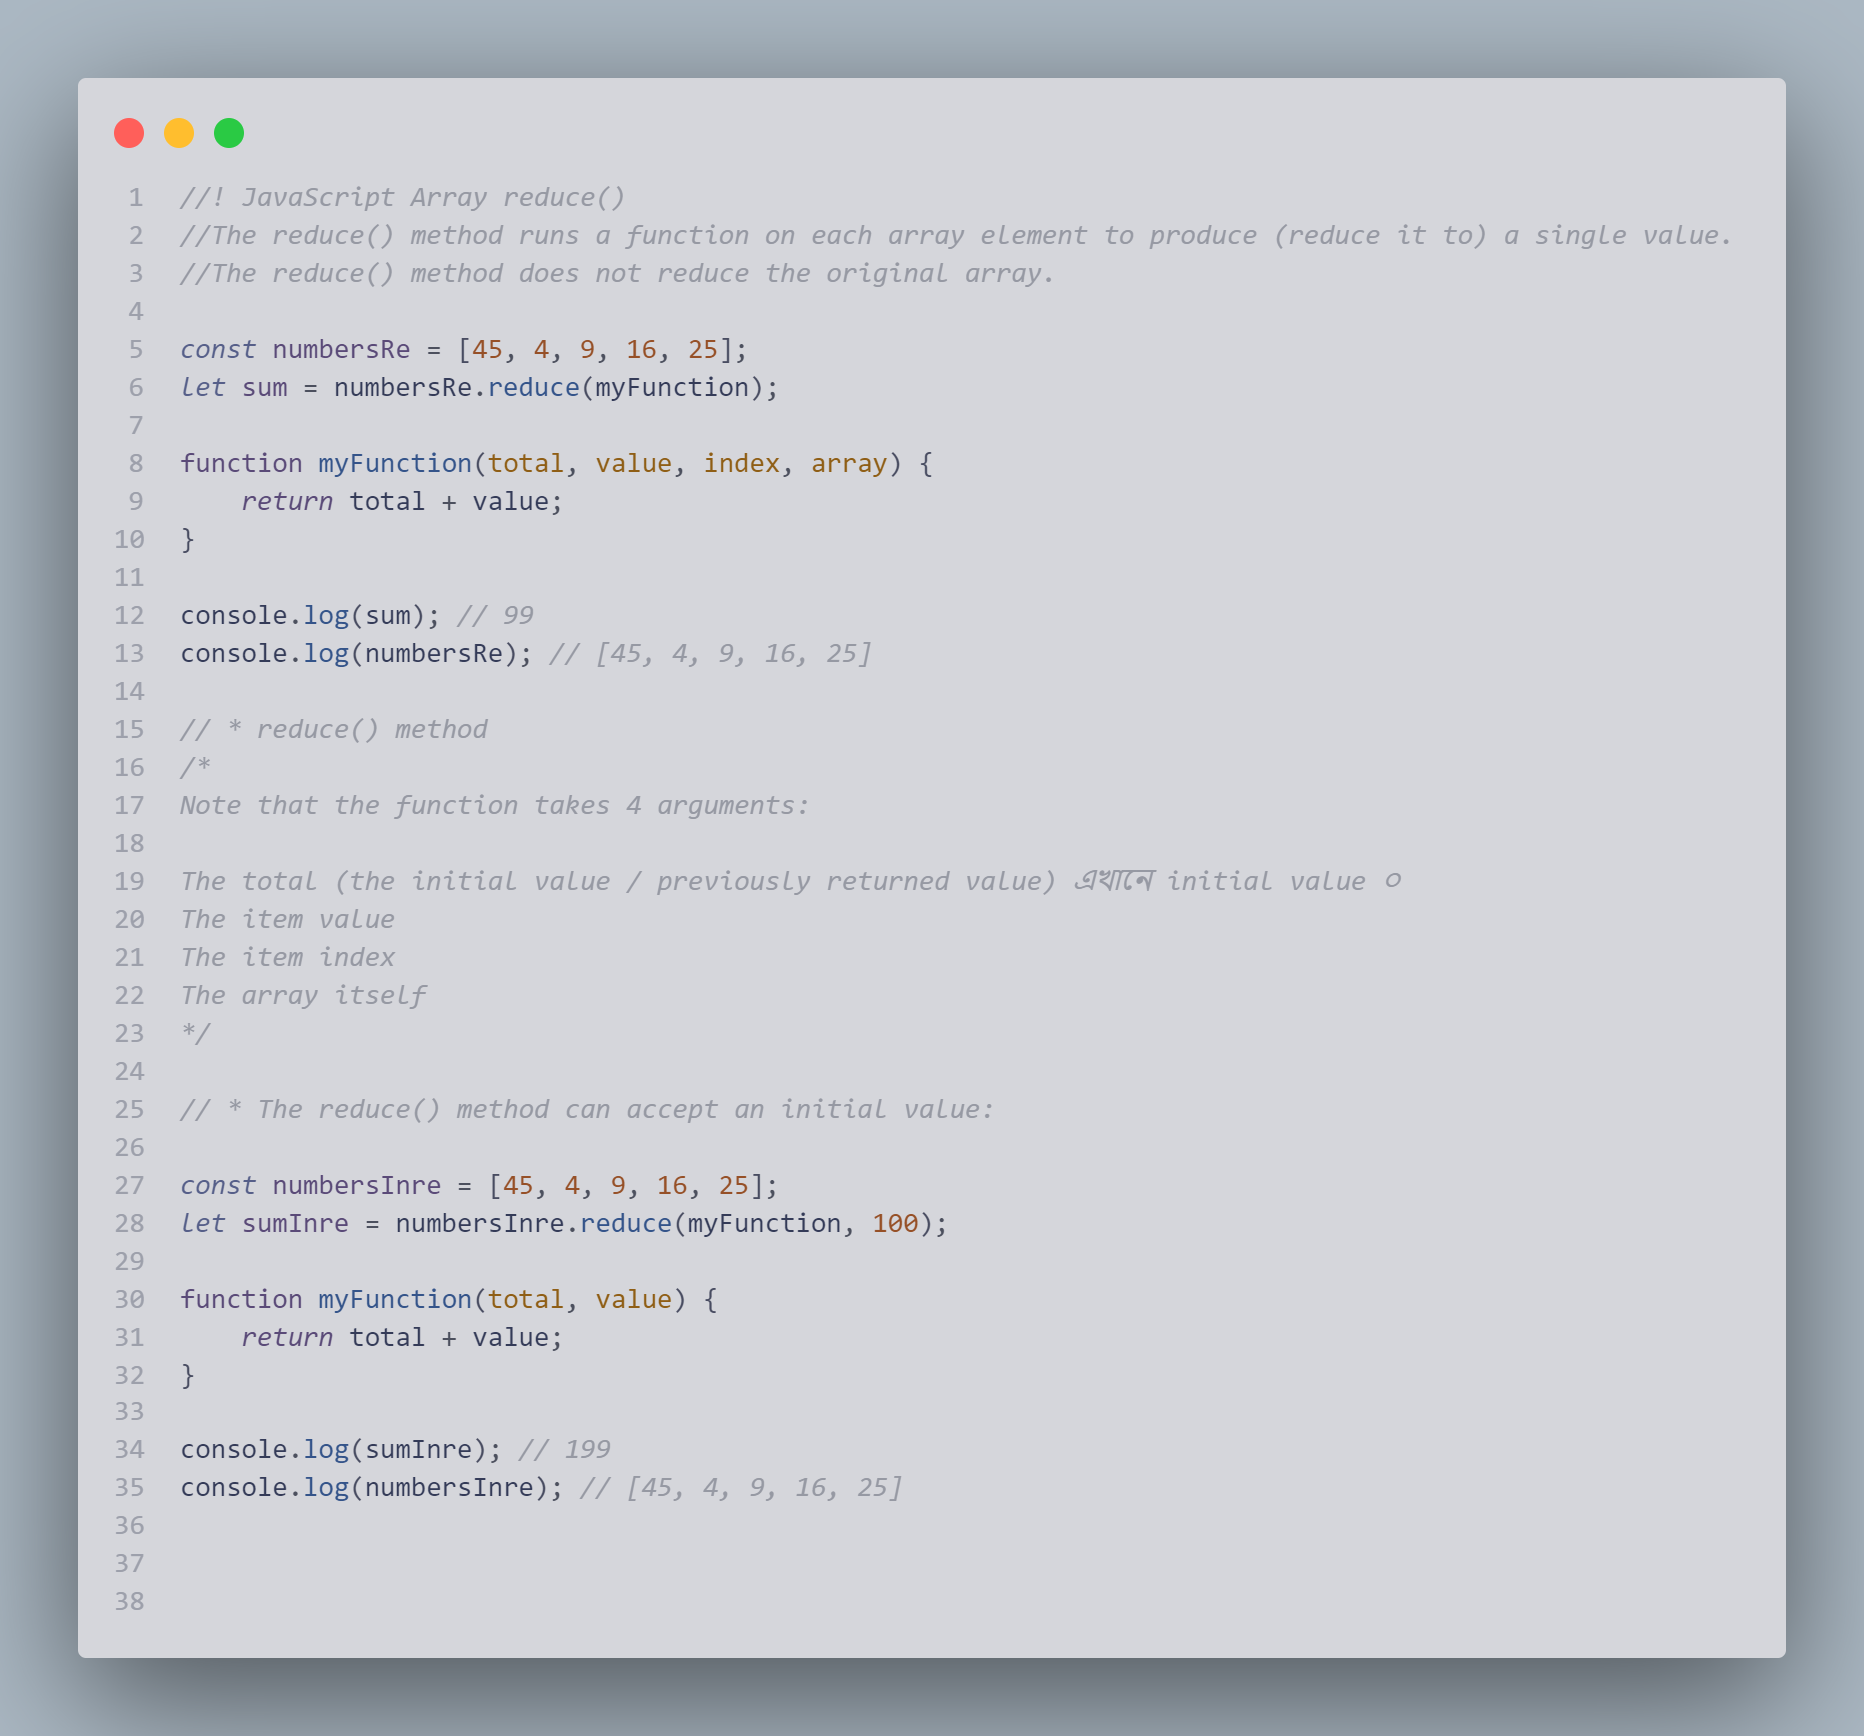 1 //! JavaScript Array reduce()
2 //The reduce() method runs a function on each array element to produce (reduce it to) a single value.
3 //The reduce() method does not reduce the original array.
4
5 const numbersRe = [45, 4, 9, 16, 25];
6 let sum = numbersRe.reduce(myFunction);
7
8 function myFunction(total, value, index, array) {
9     return total + value;
10 }
11
12 console.log(sum); // 99
13 console.log(numbersRe); // [45, 4, 9, 16, 25]
14
15 // * reduce() method
16 /*
17 Note that the function takes 4 arguments:
18
19 The total (the initial value / previously returned value) এখানে initial value ০
20 The item value
21 The item index
22 The array itself
23 */
24
25 // * The reduce() method can accept an initial value:
26
27 const numbersInre = [45, 4, 9, 16, 25];
28 let sumInre = numbersInre.reduce(myFunction, 100);
29
30 function myFunction(total, value) {
31     return total + value;
32 }
33
34 console.log(sumInre); // 199
35 console.log(numbersInre); // [45, 4, 9, 16, 25]
36
37
38